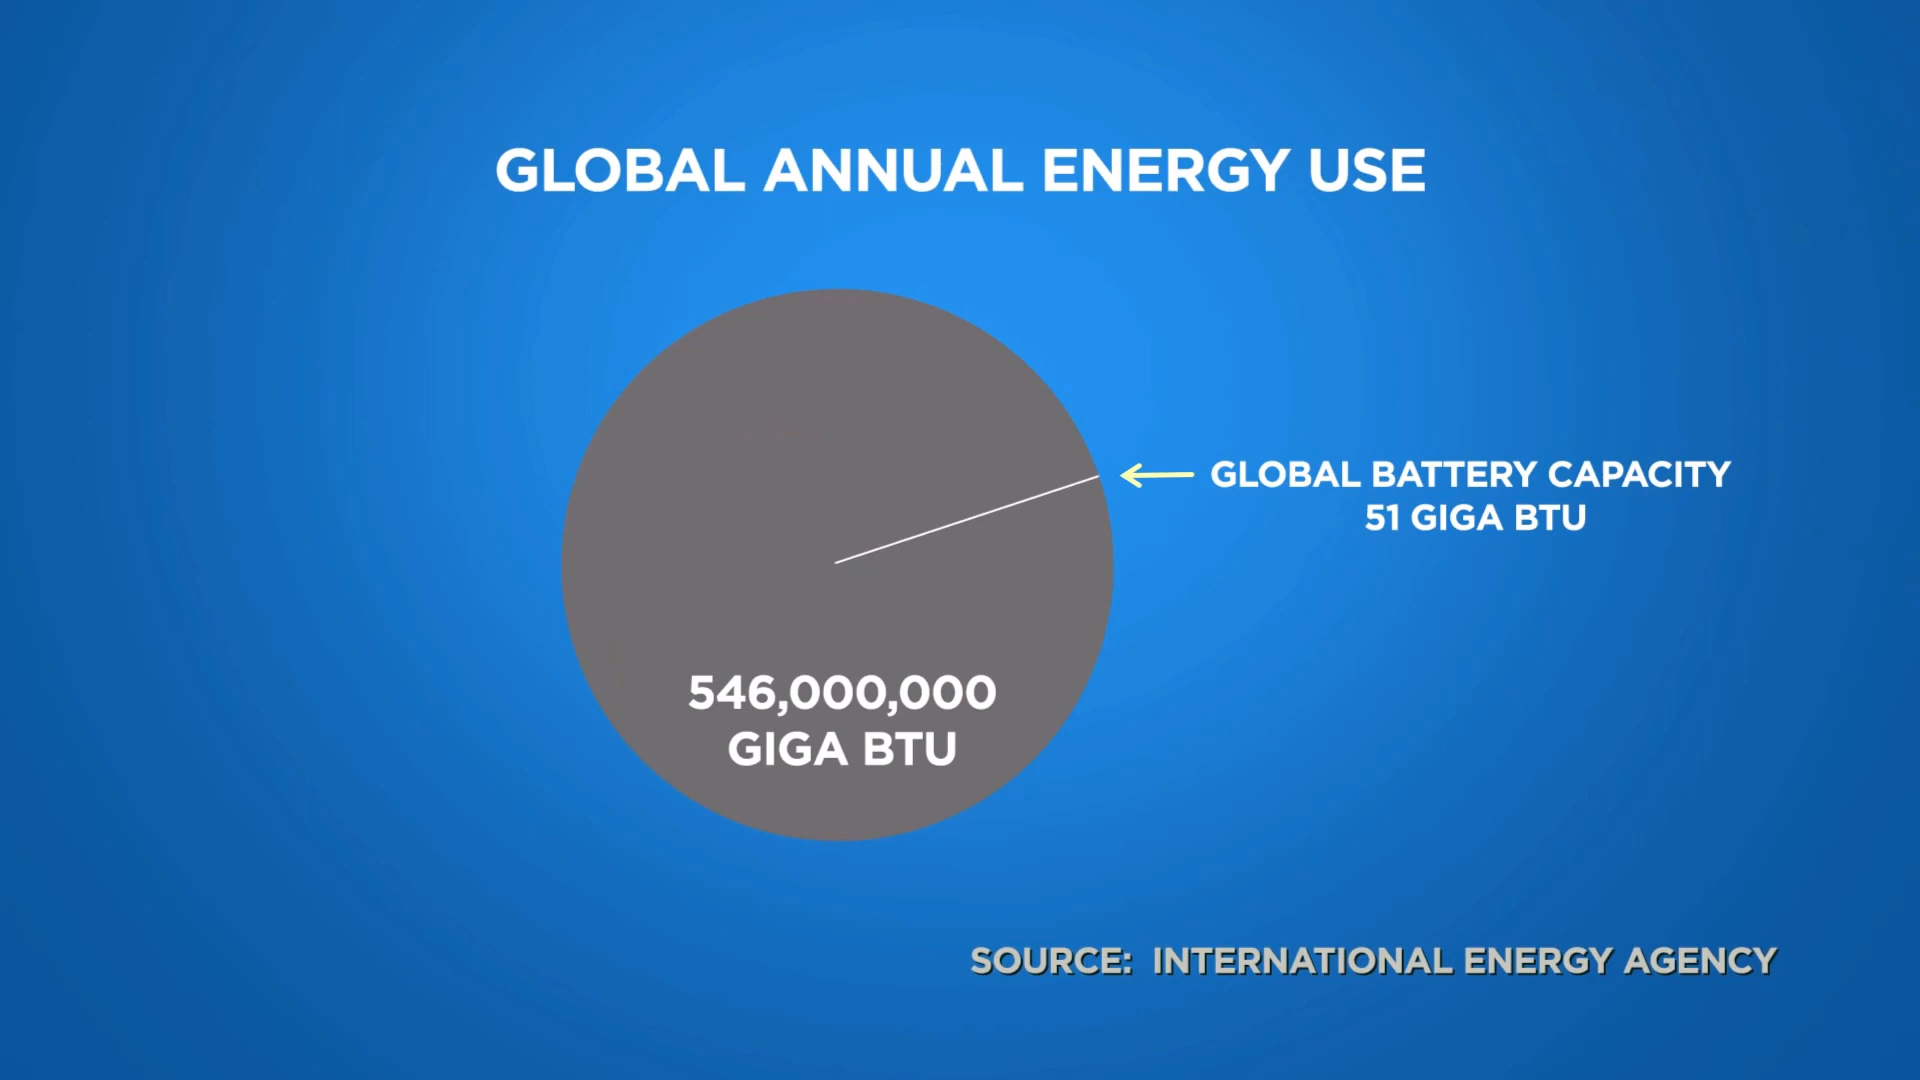 GLOBAL ANNUAL ENERGY USE
GLOBAL BATTERY CAPACITY
51 GIGA BTU
546,000,000
GIGA BTU
SOURCE: INTERNATIONAL ENERGY AGENCY